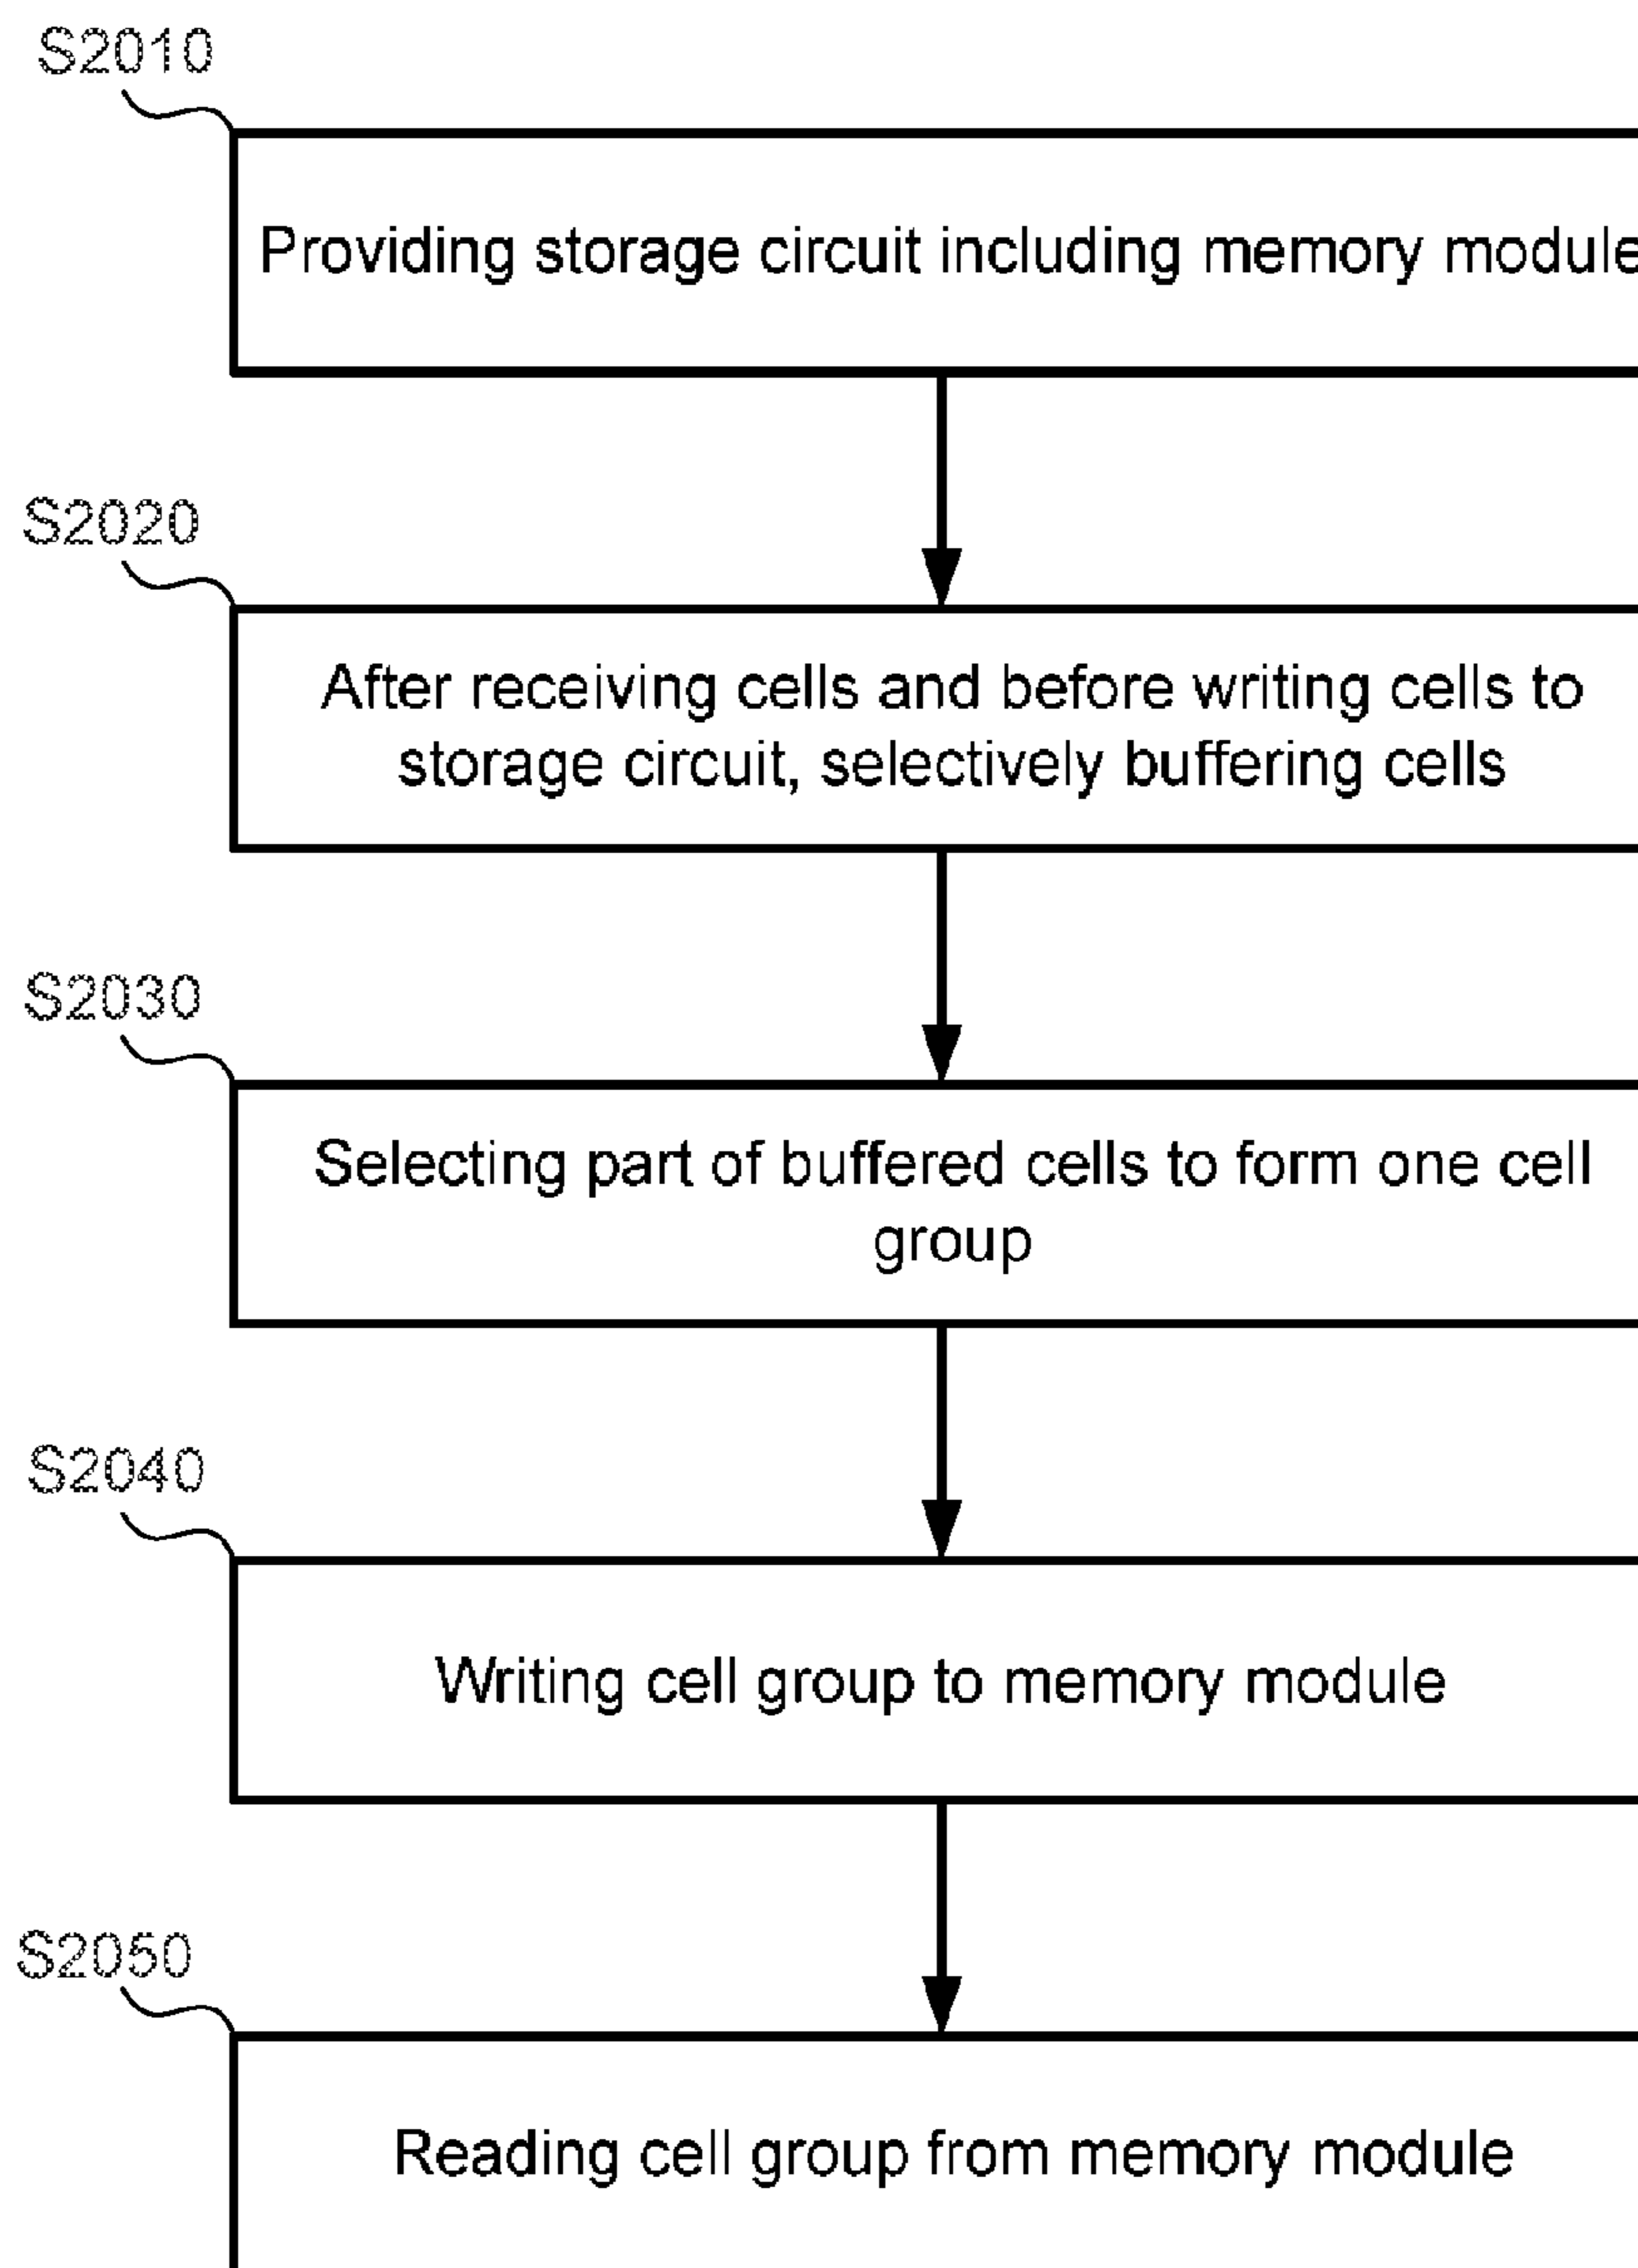 S2010
Providing storage circuit including memory module
S2020
After receiving cells and before writing cells to
storage circuit, selectively buffering cells
S2030
Selecting part of buffered cells to form one cell
group
S2040
Writing cell group to memory module
S2050
Reading cell group from memory module